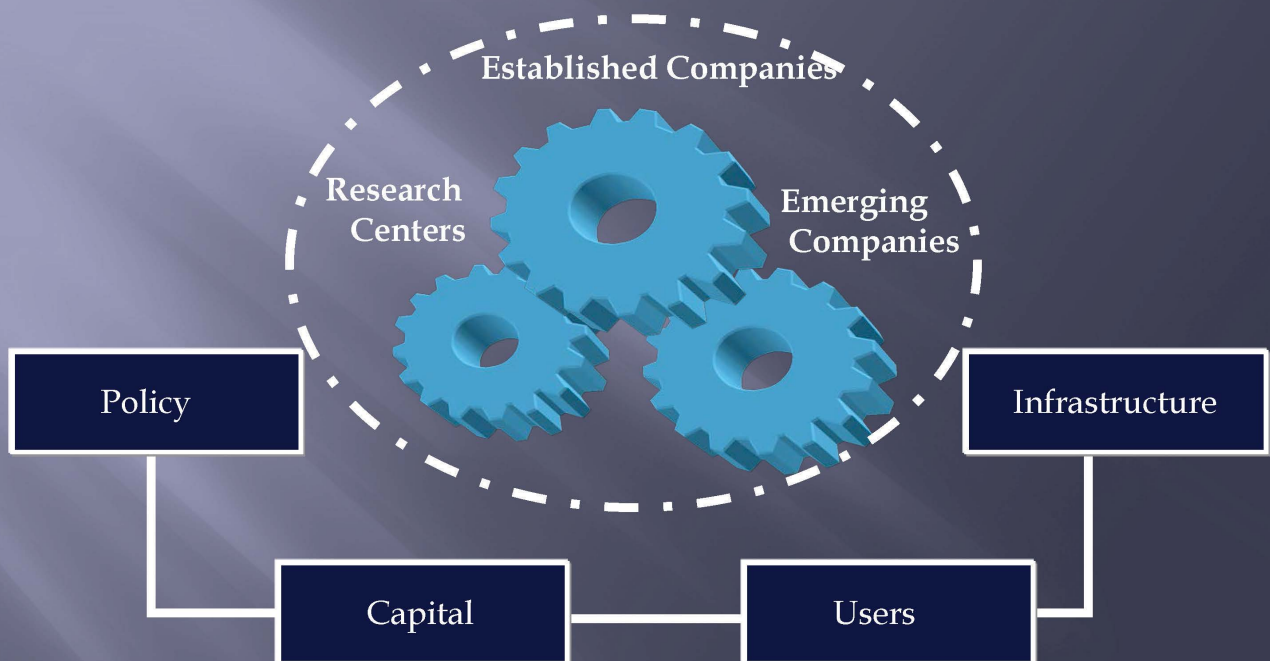 Established Companies
Research
Centers
Emerging
Companies
Policy
Infrastructure
Capital
Users